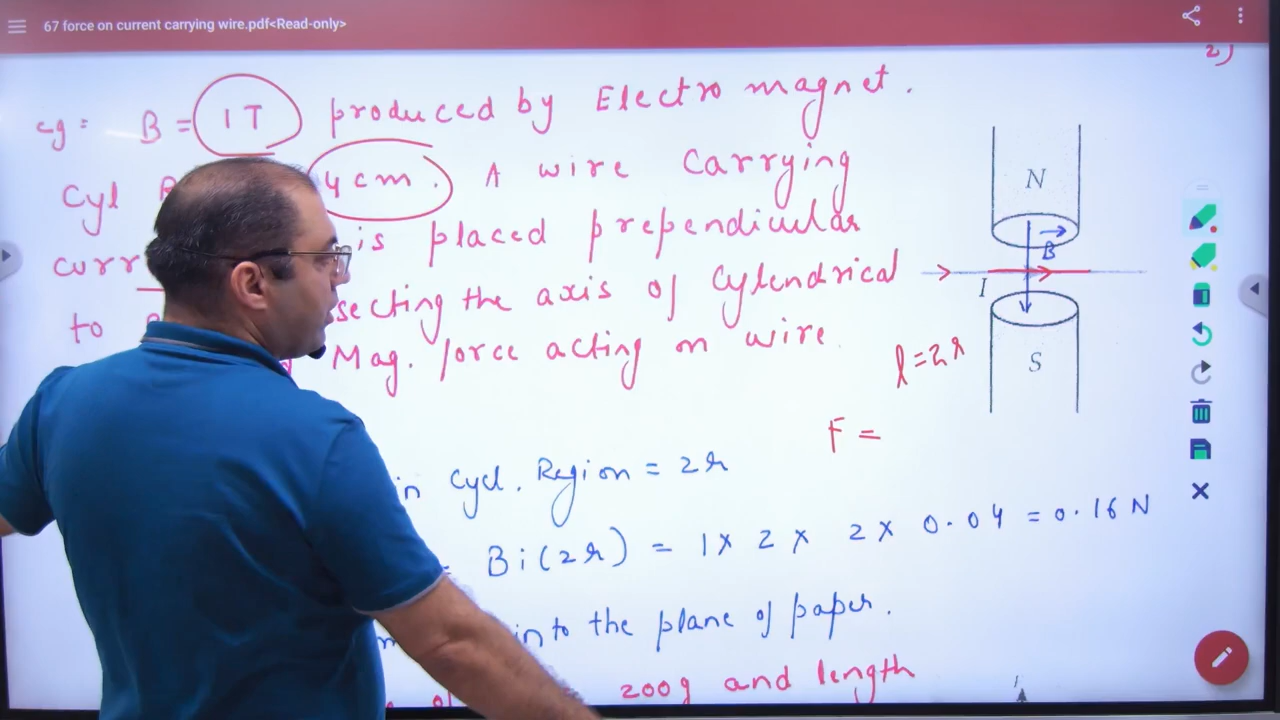 67 force on current carrying wire.pdf<Read-only>
2)
eg = B = 1T produced by Electro magnet.
Cyl 4cm. A wire carrying
curr is placed prependicular
to secting the axis of cylendrical
Mag. force acting on wire.
N
B
I
S
l = 2r
F =
in cycl. Region = 2r
= Bi(2r) = 1 x 2 x 2 x 0.04 = 0.16 N
into the plane of paper.
200g and length